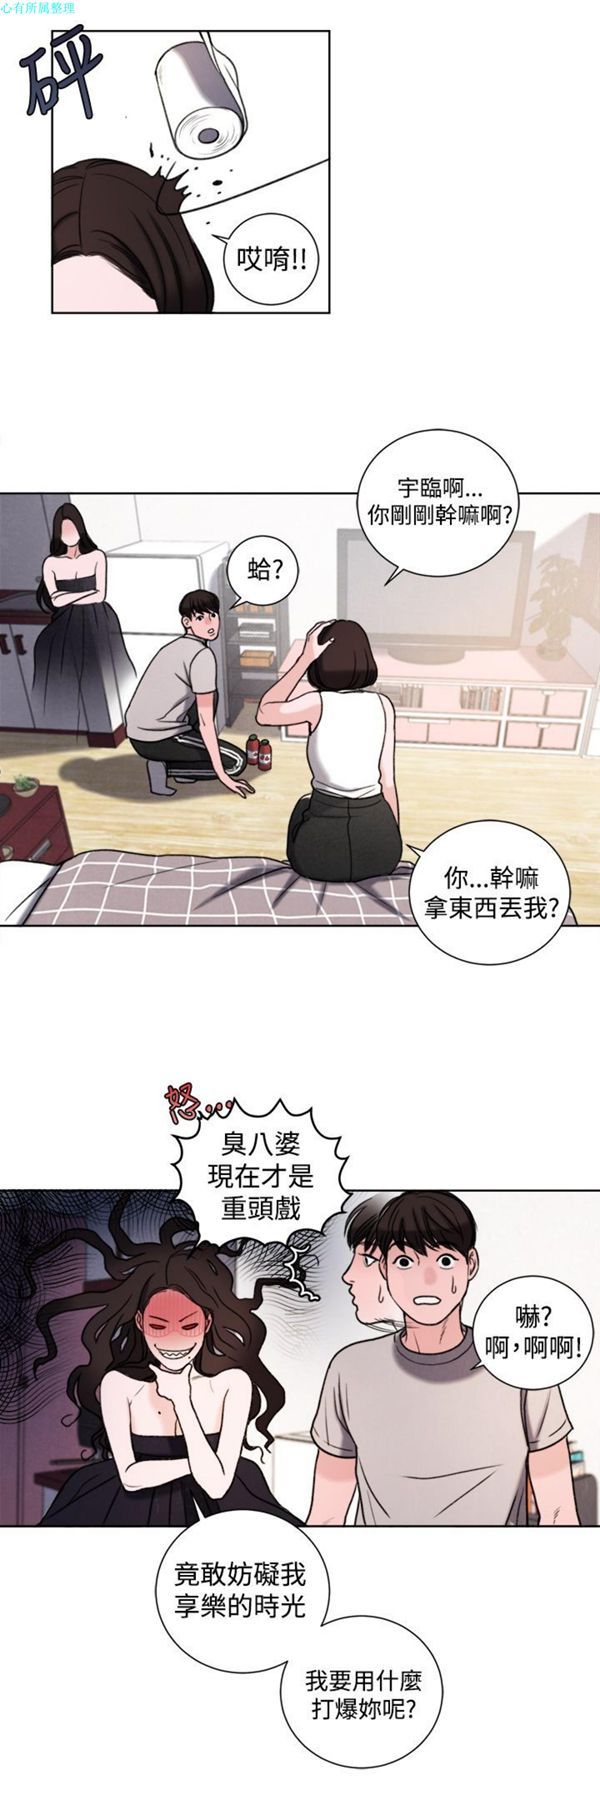 心有所属整理
砰
哎唷!!
宇臨啊...
你剛剛幹嘛啊?
蛤?
你...幹嘛
拿東西丟我?
怒...
臭八婆
現在才是
重頭戲
嚇?
啊,啊啊!
竟敢妨礙我
享樂的時光
我要用什麼
打爆妳呢?